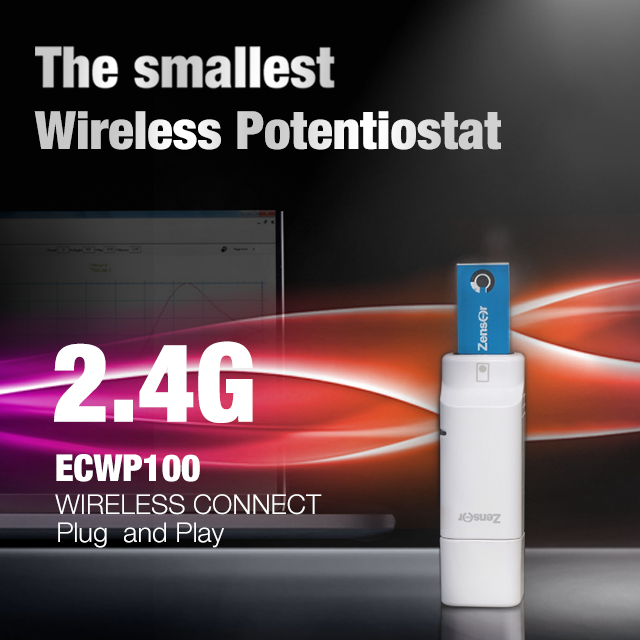 The smallest
Wireless Potentiostat
2.4G
ECWP100
WIRELESS CONNECT
Plug and Play
Zensor
Zensor